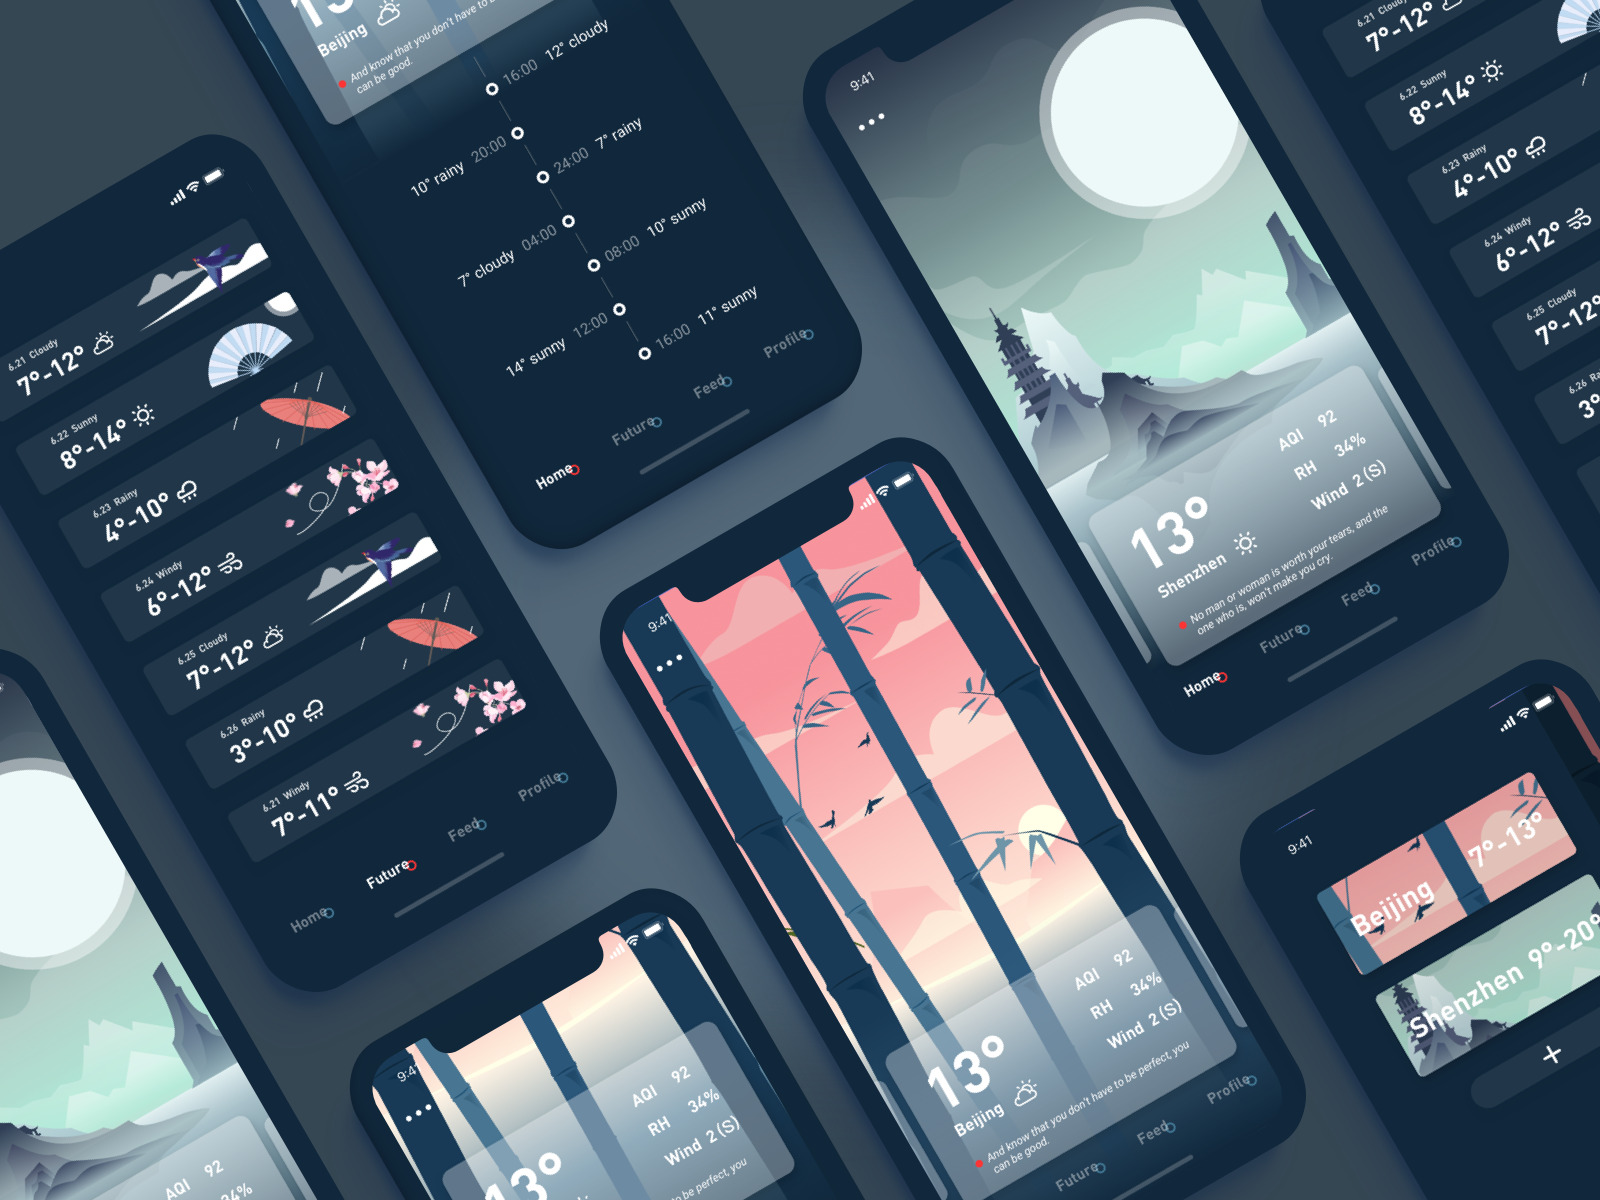 6.21 Cloudy
7°-12°
6.22 Sunny
8°-14°
6.23 Rainy
4°-10°
6.24 Windy
6°-12°
6.25 Cloudy
7°-12°
6.26 Rainy
3°-10°
6.21 Windy
7°-11°
Home
Future
Feed
Profile
Beijing
And know that you don't have to
can be good.
16:00 12° cloudy
10° rainy 20:00
24:00 7° rainy
7° cloudy 04:00
08:00 10° sunny
14° sunny 12:00
16:00 11° sunny
Home
Future
Feed
Profile
9:41
AQI 92
RH 34%
Wind 2 (S)
13°
Shenzhen
No man or woman is worth your tears, and the
one who is, won't make you cry.
Home
Future
Feed
Profile
6.21 Cloudy
7°-12°
6.22 Sunny
8°-14°
6.23 Rainy
4°-10°
6.24 Windy
6°-12°
6.25 Cloudy
7°-12°
6.26
3°
9:41
AQI 92
RH 34%
Wind 2 (S)
13°
Beijing
And know that you don't have to be perfect, you
can be good.
Future
Feed
Profile
9:41
AQI 92
RH 34%
Wind 2 (S)
13°
to be perfect, you
AQI 92
34%
9:41
Beijing 7°-13°
Shenzhen 9°-20°
+